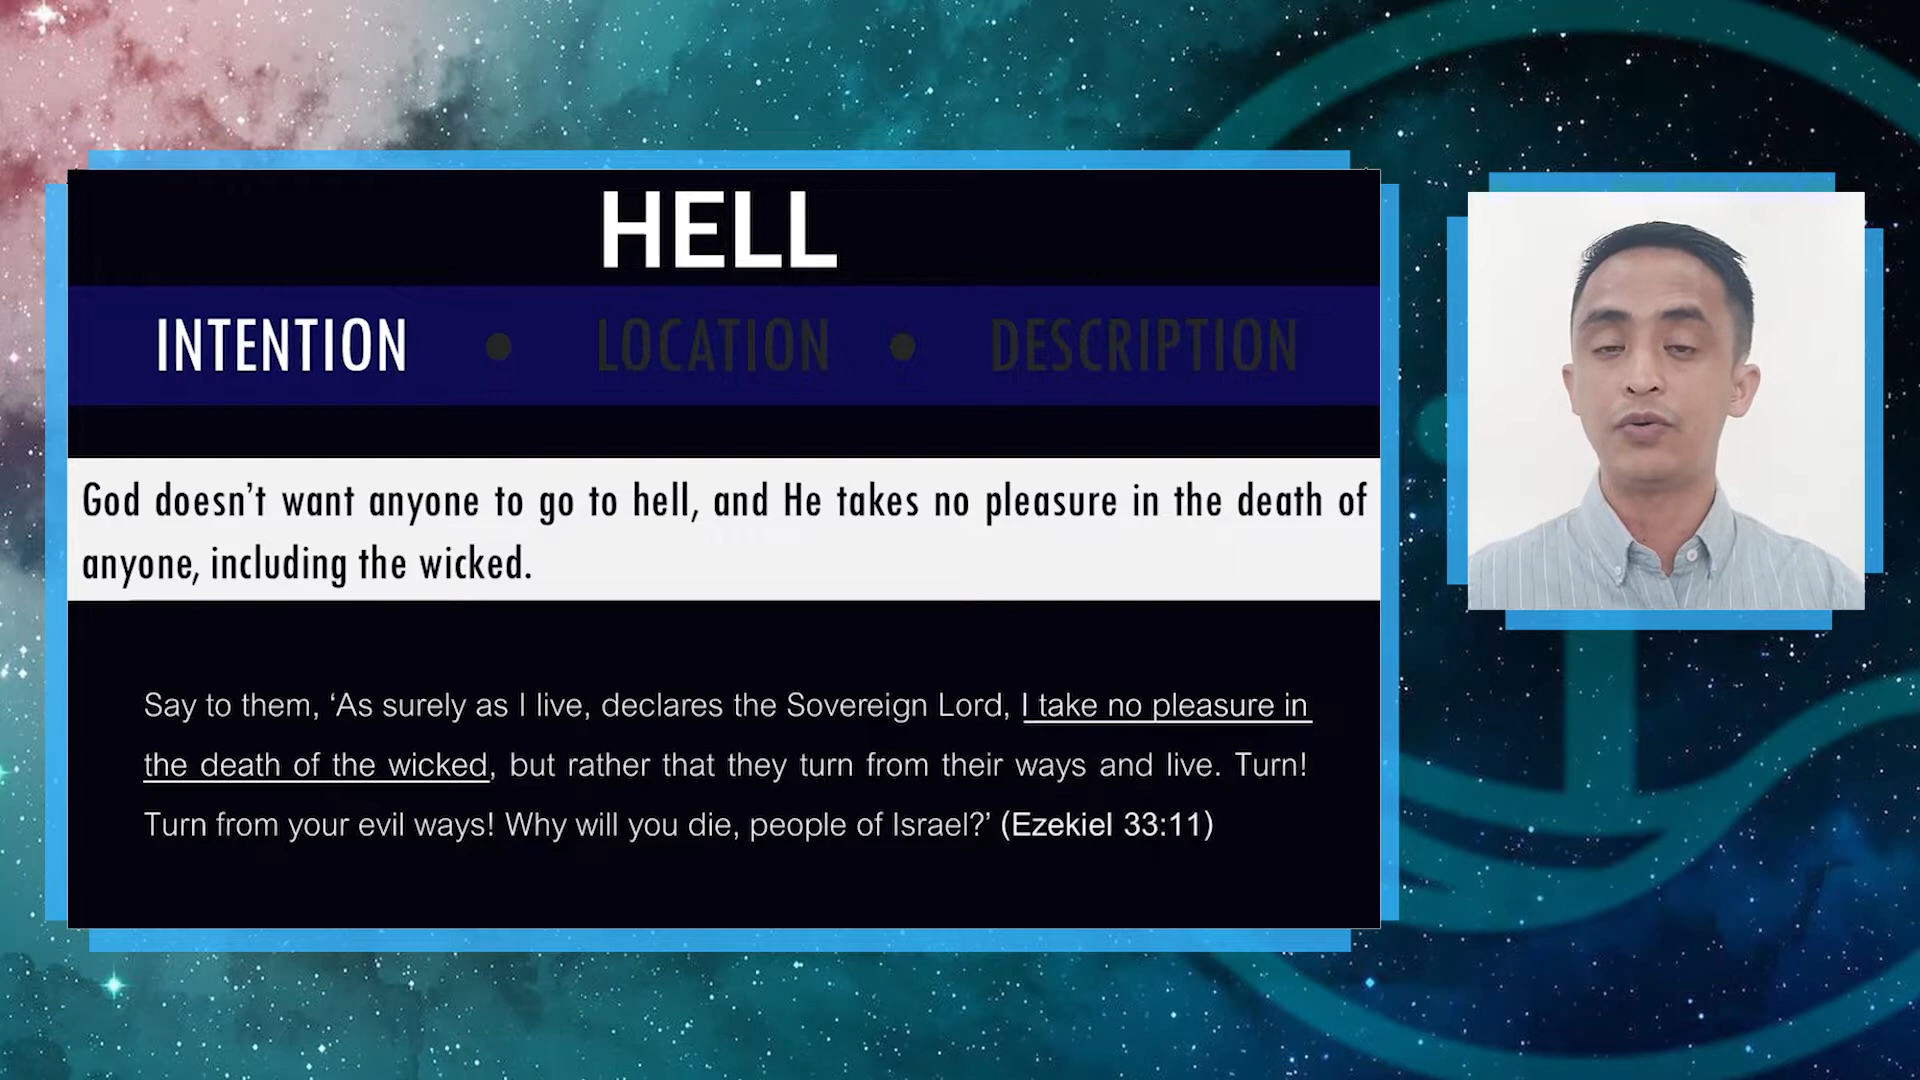 HELL
INTENTION • LOCATION • DESCRIPTION
God doesn’t want anyone to go to hell, and He takes no pleasure in the death of
anyone, including the wicked.
Say to them, ‘As surely as I live, declares the Sovereign Lord, I take no pleasure in
the death of the wicked, but rather that they turn from their ways and live. Turn!
Turn from your evil ways! Why will you die, people of Israel?’ (Ezekiel 33:11)